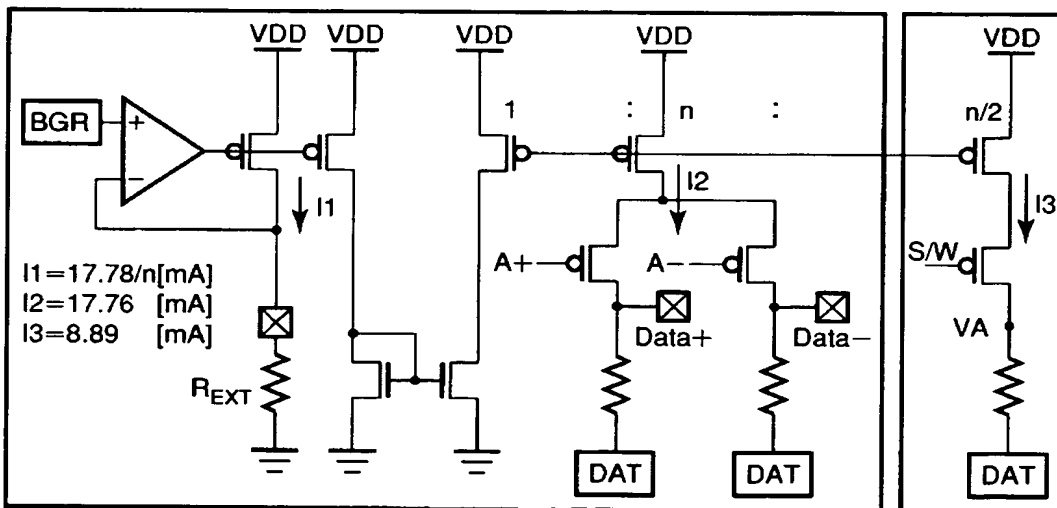 VDD VDD VDD VDD VDD
1 : n : n/2
BGR
+
−
I1
I2
I3
I1=17.78/n[mA]
I2=17.76 [mA]
I3=8.89 [mA]
A+
A−
S/W
Data+
Data−
VA
REXT
DAT
DAT
DAT